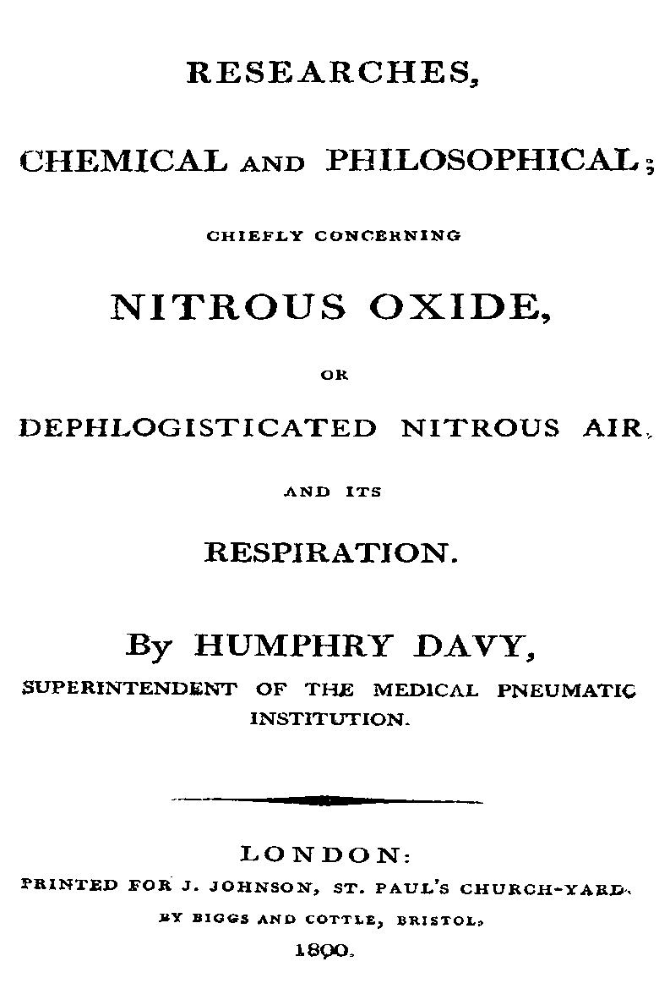 RESEARCHES,
CHEMICAL AND PHILOSOPHICAL;
CHIEFLY CONCERNING
NITROUS OXIDE,
OR
DEPHLOGISTICATED NITROUS AIR,
AND ITS
RESPIRATION.
By HUMPHRY DAVY,
SUPERINTENDENT OF THE MEDICAL PNEUMATIC
INSTITUTION.
LONDON:
PRINTED FOR J. JOHNSON, ST. PAUL'S CHURCH-YARD,
BY BIGGS AND COTTLE, BRISTOL,
1800.